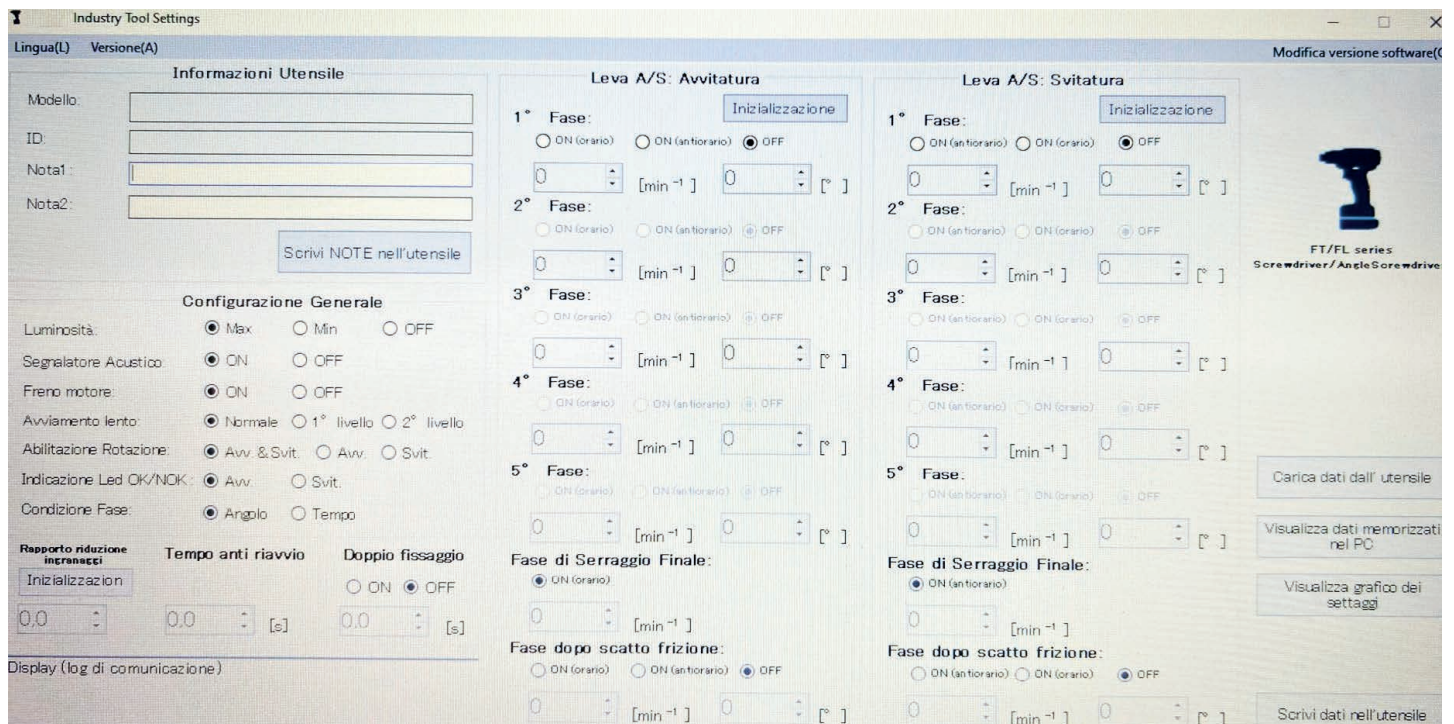 Industry Tool Settings
Lingua(L) Versione(A)
Modifica versione software(
Informazioni Utensile
Modello:
ID:
Nota1:
Nota2:
Scrivi NOTE nell'utensile
Configurazione Generale
Luminosità: Max Min OFF
Segnalatore Acustico: ON OFF
Freno motore: ON OFF
Avviamento lento: Normale 1° livello 2° livello
Abilitazione Rotazione: Avv. & Svit. Avv. Svit.
Indicazione Led OK/NOK: Avv. Svit.
Condizione Fase: Angolo Tempo
Rapporto riduzione ingranaggi
Inizializzazion
0,0
Tempo anti riavvio
0,0 [s]
Doppio fissaggio
ON OFF
0,0 [s]
Display (log di comunicazione)
Leva A/S: Avvitatura
Inizializzazione
1° Fase:
ON (orario) ON (antiorario) OFF
0 [min ⁻¹ ] 0 [° ]
2° Fase:
ON (orario) ON (antiorario) OFF
0 [min ⁻¹ ] 0 [° ]
3° Fase:
ON (orario) ON (antiorario) OFF
0 [min ⁻¹ ] 0 [° ]
4° Fase:
ON (orario) ON (antiorario) OFF
0 [min ⁻¹ ] 0 [° ]
5° Fase:
ON (orario) ON (antiorario) OFF
0 [min ⁻¹ ] 0 [° ]
Fase di Serraggio Finale:
ON (orario)
0 [min ⁻¹ ]
Fase dopo scatto frizione:
ON (orario) ON (antiorario) OFF
0 [min ⁻¹ ] 0 [° ]
Leva A/S: Svitatura
Inizializzazione
1° Fase:
ON (antiorario) ON (orario) OFF
0 [min ⁻¹ ] 0 [° ]
2° Fase:
ON (antiorario) ON (orario) OFF
0 [min ⁻¹ ] 0 [° ]
3° Fase:
ON (antiorario) ON (orario) OFF
0 [min ⁻¹ ] 0 [° ]
4° Fase:
ON (antiorario) ON (orario) OFF
0 [min ⁻¹ ] 0 [° ]
5° Fase:
ON (antiorario) ON (orario) OFF
0 [min ⁻¹ ] 0 [° ]
Fase di Serraggio Finale:
ON (antiorario)
0 [min ⁻¹ ]
Fase dopo scatto frizione:
ON (antiorario) ON (orario) OFF
0 [min ⁻¹ ] 0 [° ]
FT/FL series
Screwdriver/AngleScrewdrive
Carica dati dall' utensile
Visualizza dati memorizzati
nel PC
Visualizza grafico dei
settaggi
Scrivi dati nell'utensile